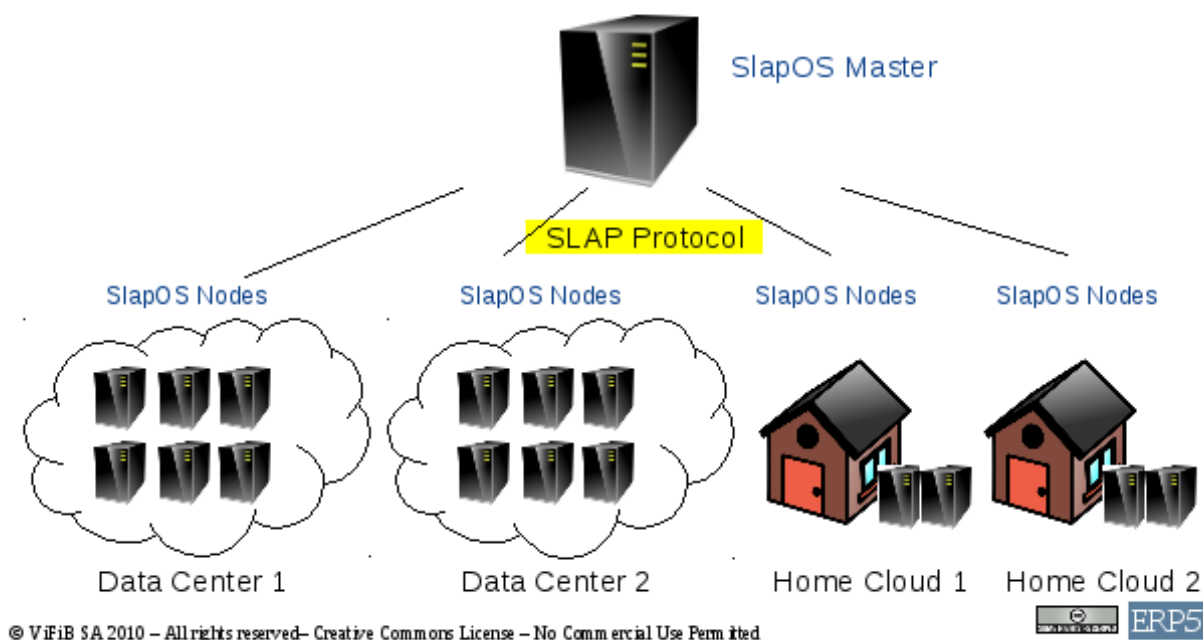 SlapOS Master
SLAP Protocol
SlapOS Nodes
SlapOS Nodes
SlapOS Nodes
SlapOS Nodes
Data Center 1
Data Center 2
Home Cloud 1
Home Cloud 2
© ViFiB SA 2010 – All rights reserved– Creative Commons License – No Commercial Use Permitted
ERP5